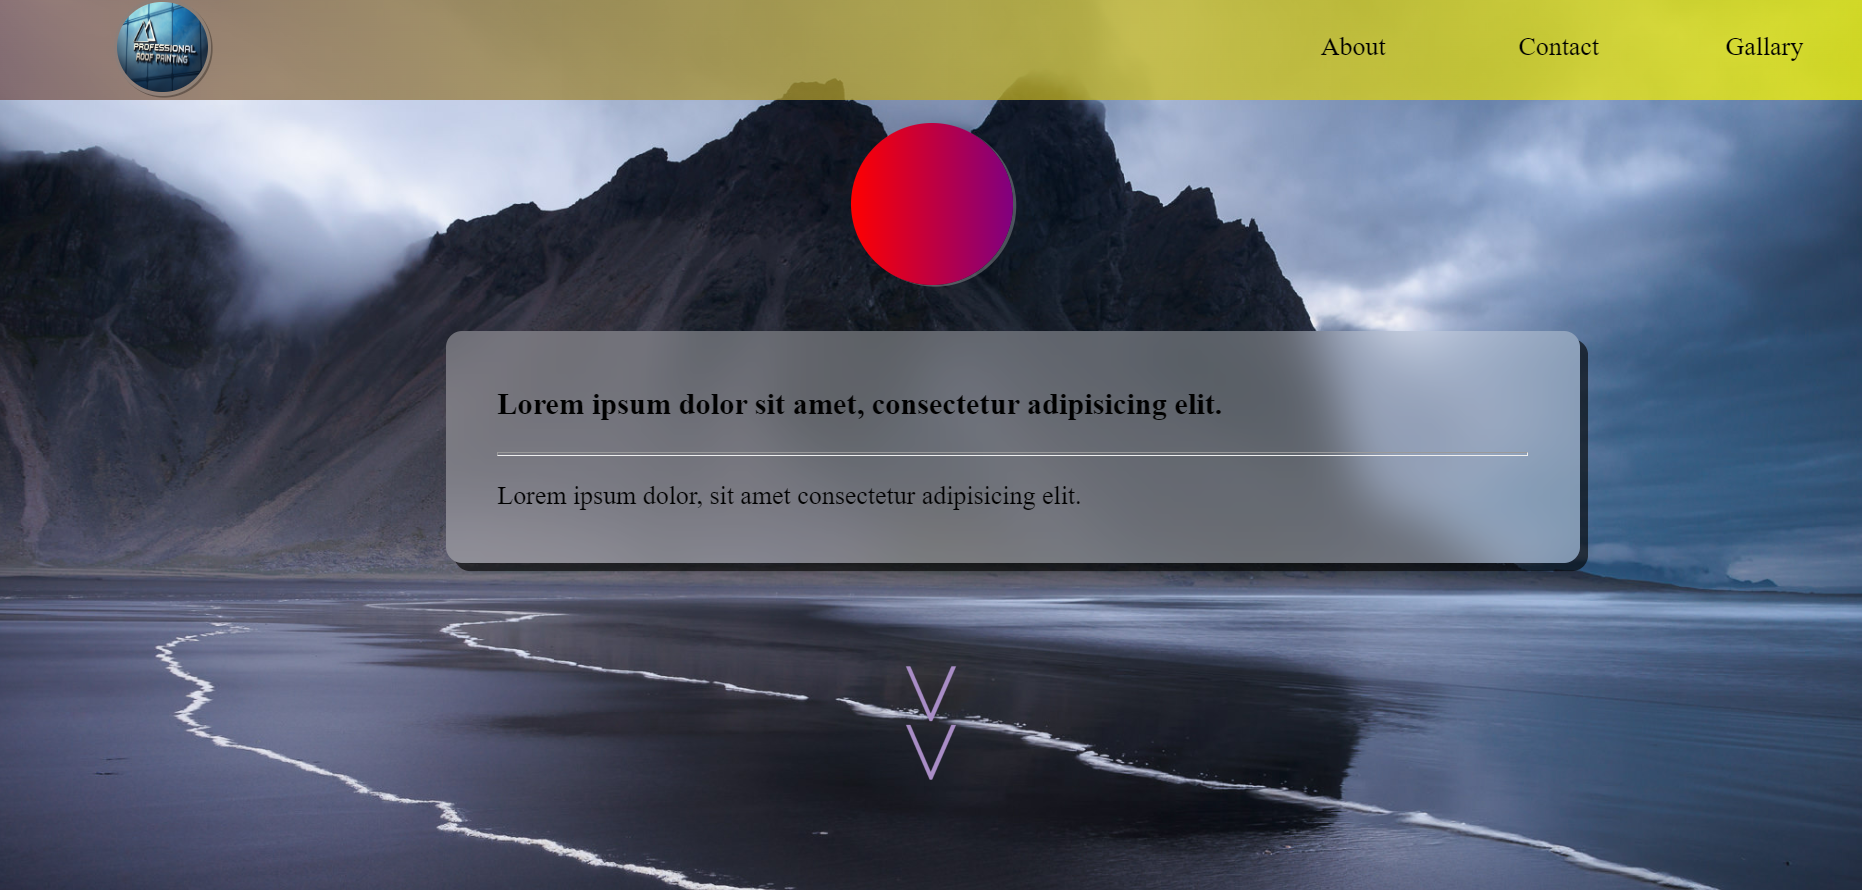 PROFESSIONAL
ROOF PRINTING
About
Contact
Gallary
Lorem ipsum dolor sit amet, consectetur adipisicing elit.
Lorem ipsum dolor, sit amet consectetur adipisicing elit.